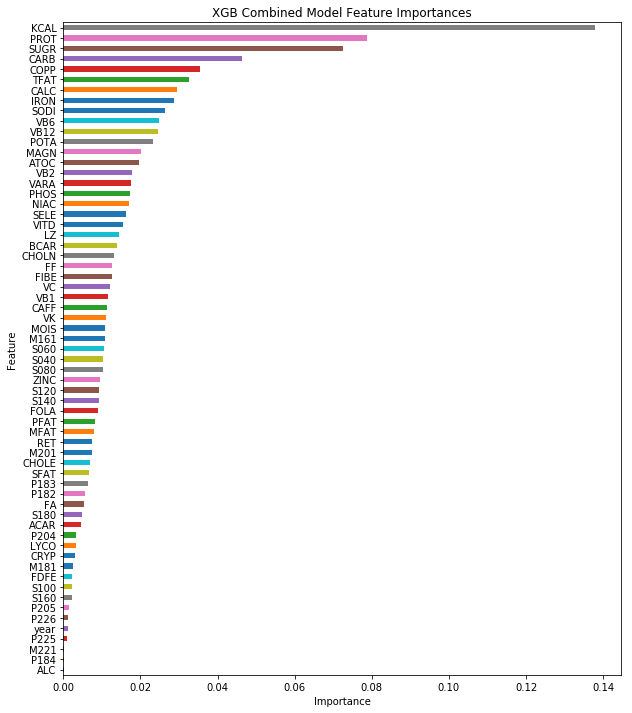 XGB Combined Model Feature Importances
KCAL
PROT
SUGR
CARB
COPP
TFAT
CALC
IRON
SODI
VB6
VB12
POTA
MAGN
ATOC
VB2
VARA
PHOS
NIAC
SELE
VITD
LZ
BCAR
CHOLN
FF
FIBE
VC
VB1
CAFF
VK
MOIS
M161
S060
S040
S080
ZINC
S120
S140
FOLA
PFAT
MFAT
RET
M201
CHOLE
SFAT
P183
P182
FA
S180
ACAR
P204
LYCO
CRYP
M181
FDFE
S100
S160
P205
P226
year
P225
M221
P184
ALC
Feature
0.00 0.02 0.04 0.06 0.08 0.10 0.12 0.14
Importance